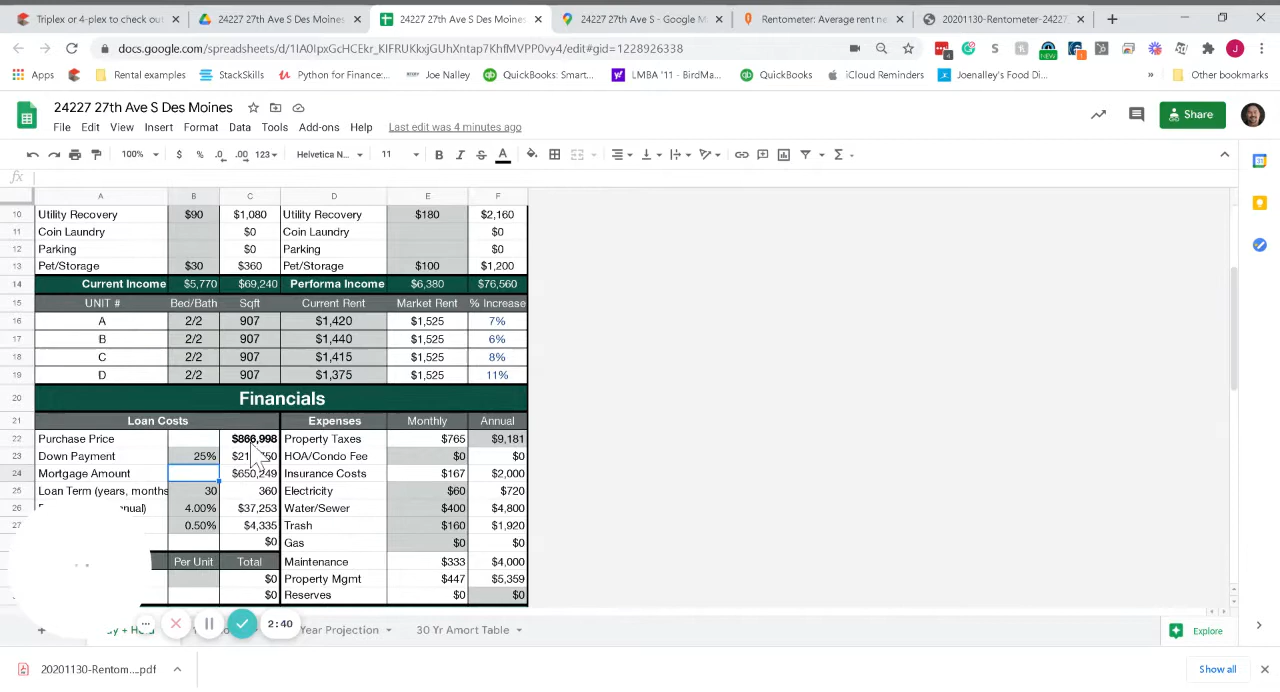 Triplex or 4-plex to check out
24227 27th Ave S Des Moines
24227 27th Ave S Des Moines
24227 27th Ave S - Google M
Rentometer: Average rent ne
20201130-Rentometer-24227
docs.google.com/spreadsheets/d/1IA0IpxGcHCEkr_KIFRUKkxjGUhXntap7KhfMVPP0vy4/edit#gid=1228926338
Apps Rental examples StackSkills Python for Finance:... Joe Nalley QuickBooks: Smart... LMBA '11 - BirdMa... QuickBooks iCloud Reminders Joenalley's Food Di... » Other bookmarks
24227 27th Ave S Des Moines
File Edit View Insert Format Data Tools Add-ons Help Last edit was 4 minutes ago
Share
100% $ % .0 .00 123 Helvetica N... 11 B I S A
fx
A B C D E F
10 Utility Recovery $90 $1,080 Utility Recovery $180 $2,160
11 Coin Laundry $0 Coin Laundry $0
12 Parking $0 Parking $0
13 Pet/Storage $30 $360 Pet/Storage $100 $1,200
14 Current Income $5,770 $69,240 Performa Income $6,380 $76,560
15 UNIT # Bed/Bath Sqft Current Rent Market Rent % Increase
16 A 2/2 907 $1,420 $1,525 7%
17 B 2/2 907 $1,440 $1,525 6%
18 C 2/2 907 $1,415 $1,525 8%
19 D 2/2 907 $1,375 $1,525 11%
20 Financials
21 Loan Costs Expenses Monthly Annual
22 Purchase Price $866,998 Property Taxes $765 $9,181
23 Down Payment 25% HOA/Condo Fee $0 $0
24 Mortgage Amount $650,249 Insurance Costs $167 $2,000
25 Loan Term (years, months 30 360 Electricity $60 $720
26 4.00% $37,253 Water/Sewer $400 $4,800
27 0.50% $4,335 Trash $160 $1,920
$0 Gas $0 $0
Per Unit Total Maintenance $333 $4,000
$0 Property Mgmt $447 $5,359
$0 Reserves $0 $0
2:40
Year Projection
30 Yr Amort Table
Explore
20201130-Rentom....pdf
Show all